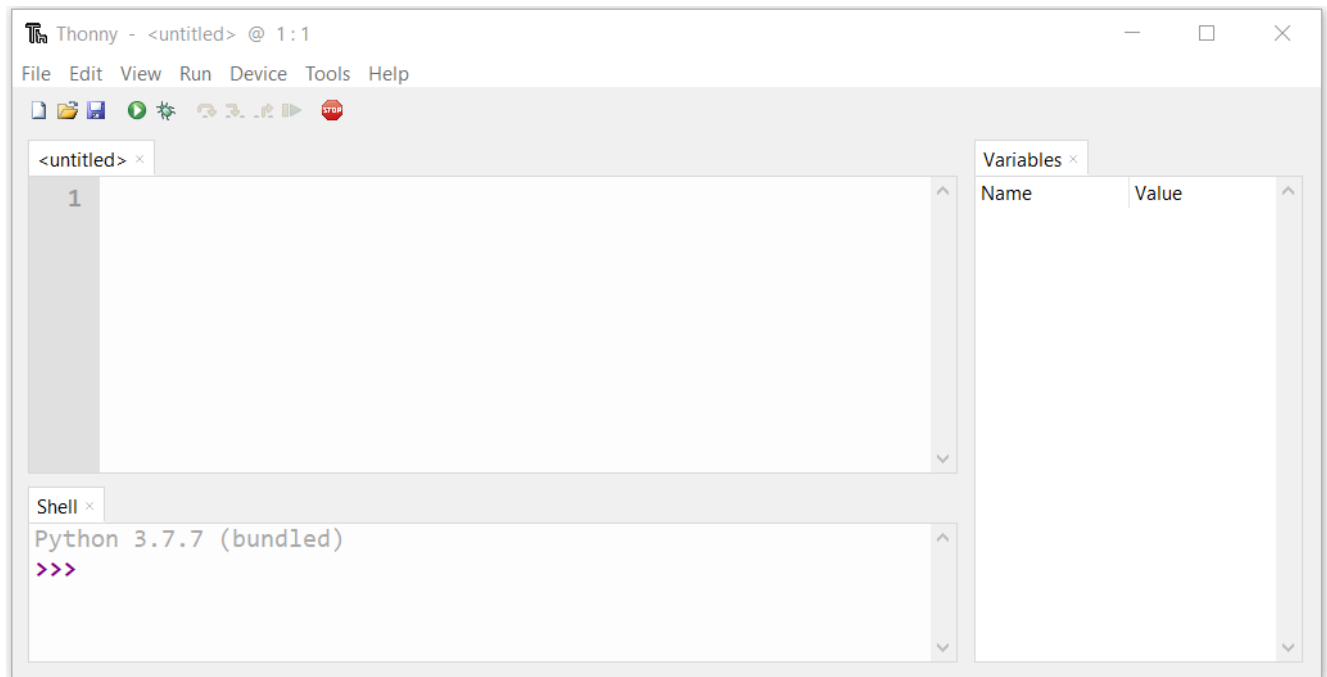 Thonny - <untitled> @ 1:1
File Edit View Run Device Tools Help
STOP
<untitled> ×
Variables ×
1
Name Value
Shell ×
Python 3.7.7 (bundled)
>>>